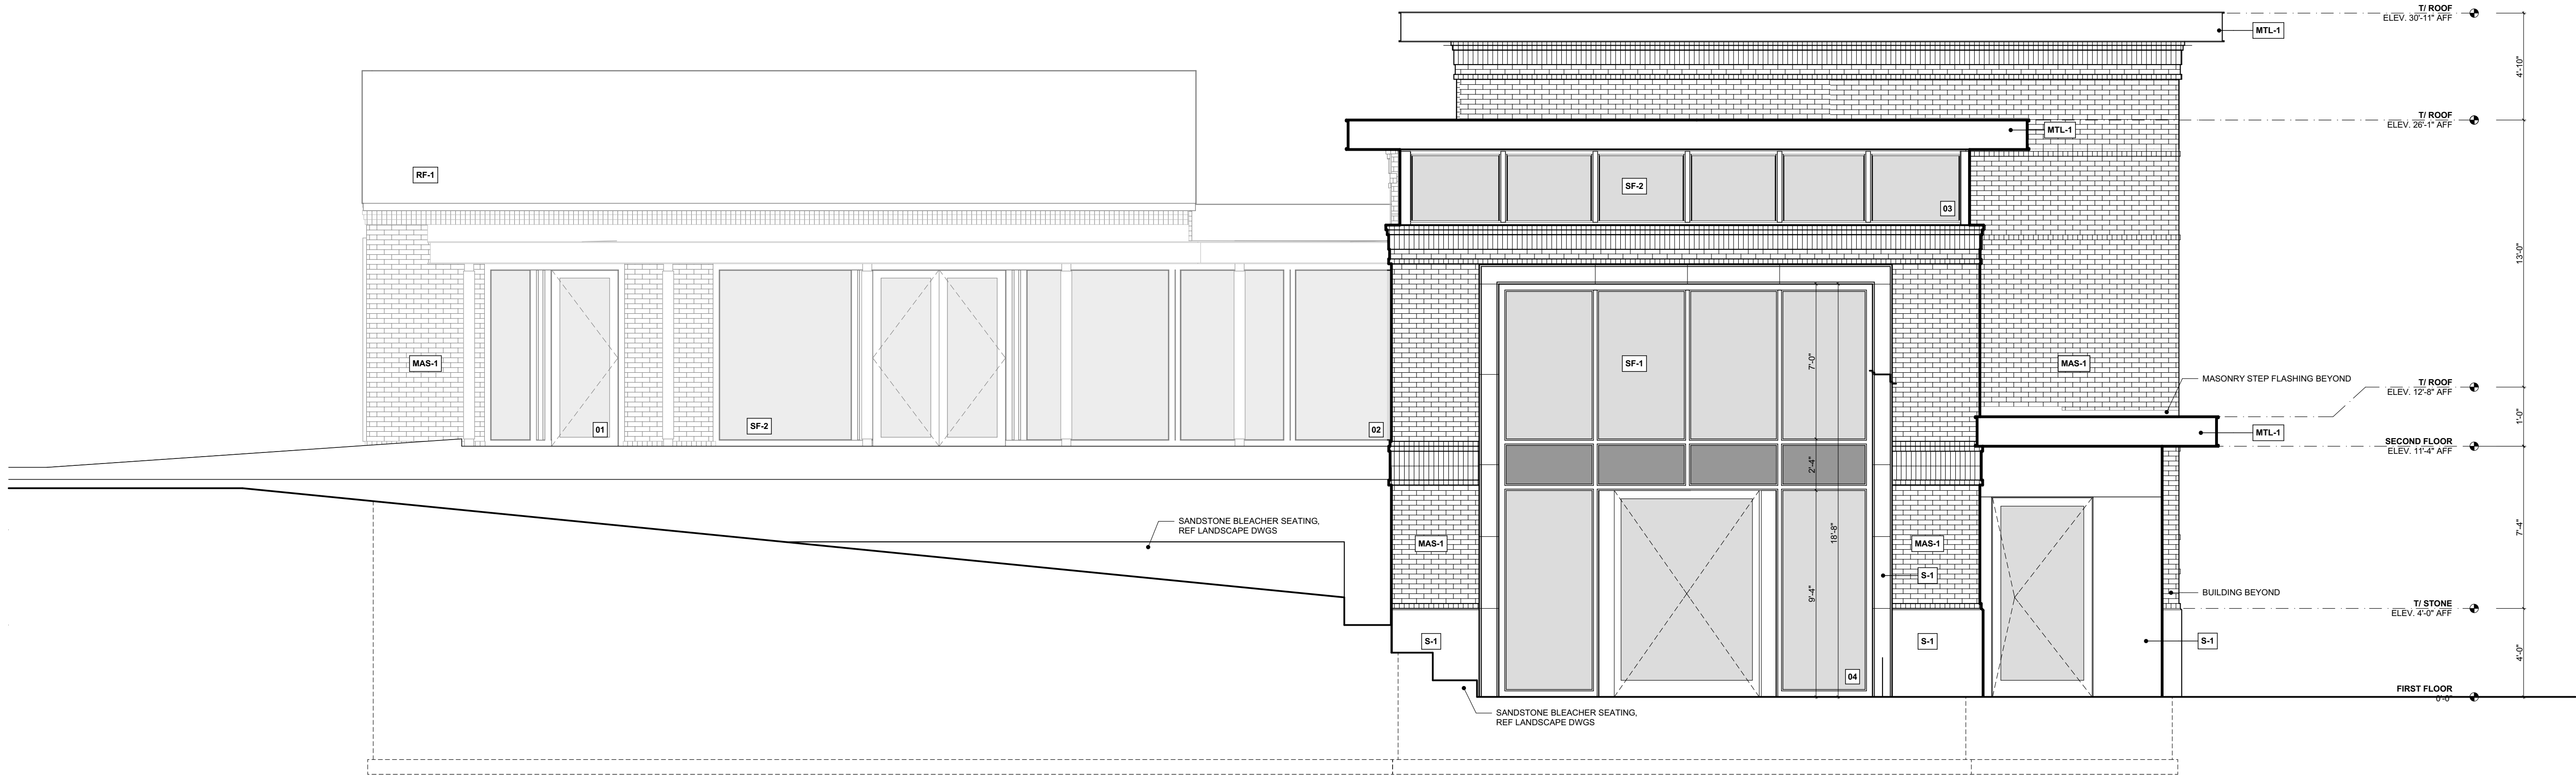 T/ ROOF
ELEV. 30'-11" AFF
MTL-1
4'-10"
T/ ROOF
ELEV. 26'-1" AFF
MTL-1
RF-1
SF-2
03
13'-0"
MAS-1
SF-1
7'-0"
MAS-1
MASONRY STEP FLASHING BEYOND
T/ ROOF
ELEV. 12'-8" AFF
1'-0"
01
SF-2
02
MTL-1
SECOND FLOOR
ELEV. 11'-4" AFF
2'-4"
SANDSTONE BLEACHER SEATING,
REF LANDSCAPE DWGS
18'-8"
7'-4"
MAS-1
MAS-1
S-1
9'-4"
BUILDING BEYOND
T/ STONE
ELEV. 4'-0" AFF
S-1
S-1
S-1
4'-0"
04
FIRST FLOOR
0'-0"
SANDSTONE BLEACHER SEATING,
REF LANDSCAPE DWGS